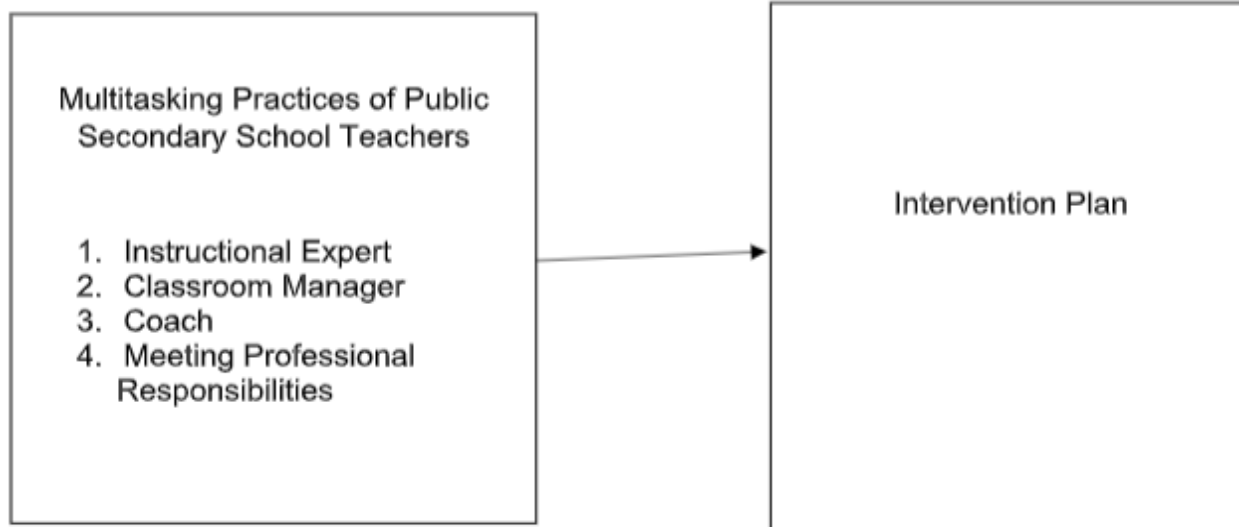 Multitasking Practices of Public
Secondary School Teachers
1. Instructional Expert
2. Classroom Manager
3. Coach
4. Meeting Professional
Responsibilities
Intervention Plan